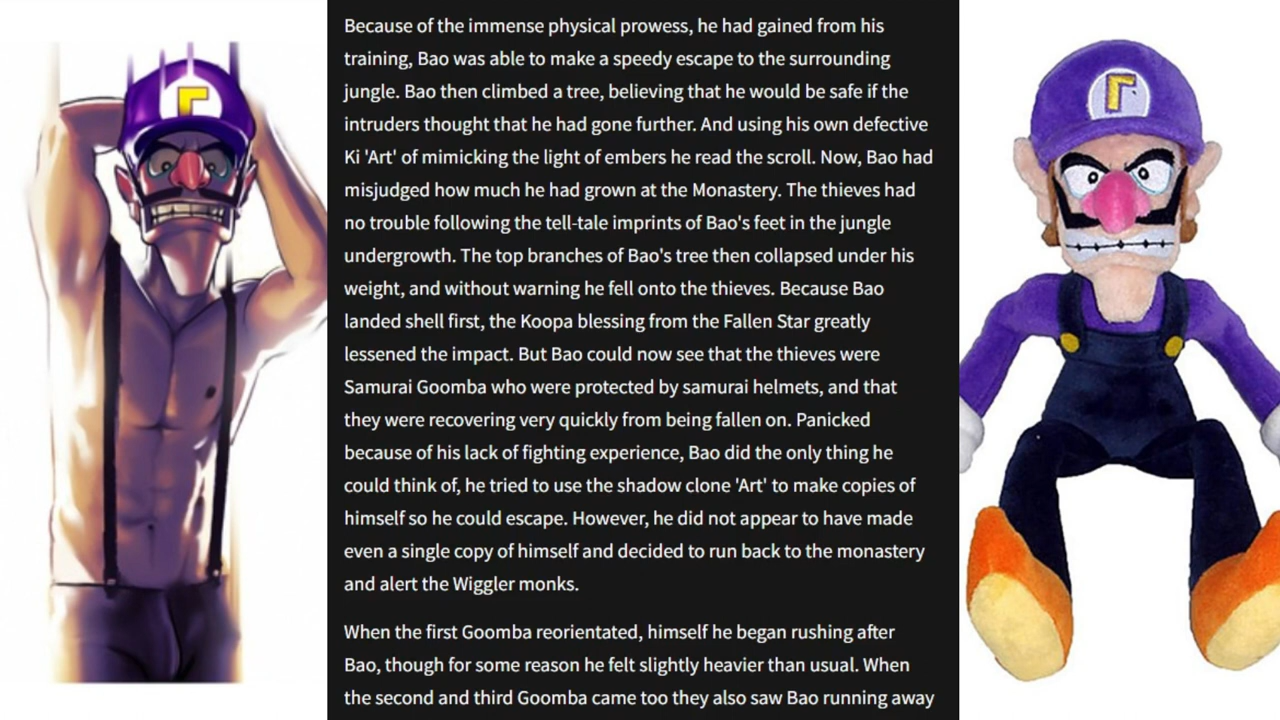 Because of the immense physical prowess, he had gained from his
training, Bao was able to make a speedy escape to the surrounding
jungle. Bao then climbed a tree, believing that he would be safe if the
intruders thought that he had gone further. And using his own defective
Ki 'Art' of mimicking the light of embers he read the scroll. Now, Bao had
misjudged how much he had grown at the Monastery. The thieves had
no trouble following the tell-tale imprints of Bao's feet in the jungle
undergrowth. The top branches of Bao's tree then collapsed under his
weight, and without warning he fell onto the thieves. Because Bao
landed shell first, the Koopa blessing from the Fallen Star greatly
lessened the impact. But Bao could now see that the thieves were
Samurai Goomba who were protected by samurai helmets, and that
they were recovering very quickly from being fallen on. Panicked
because of his lack of fighting experience, Bao did the only thing he
could think of, he tried to use the shadow clone 'Art' to make copies of
himself so he could escape. However, he did not appear to have made
even a single copy of himself and decided to run back to the monastery
and alert the Wiggler monks.
When the first Goomba reorientated, himself he began rushing after
Bao, though for some reason he felt slightly heavier than usual. When
the second and third Goomba came too they also saw Bao running away